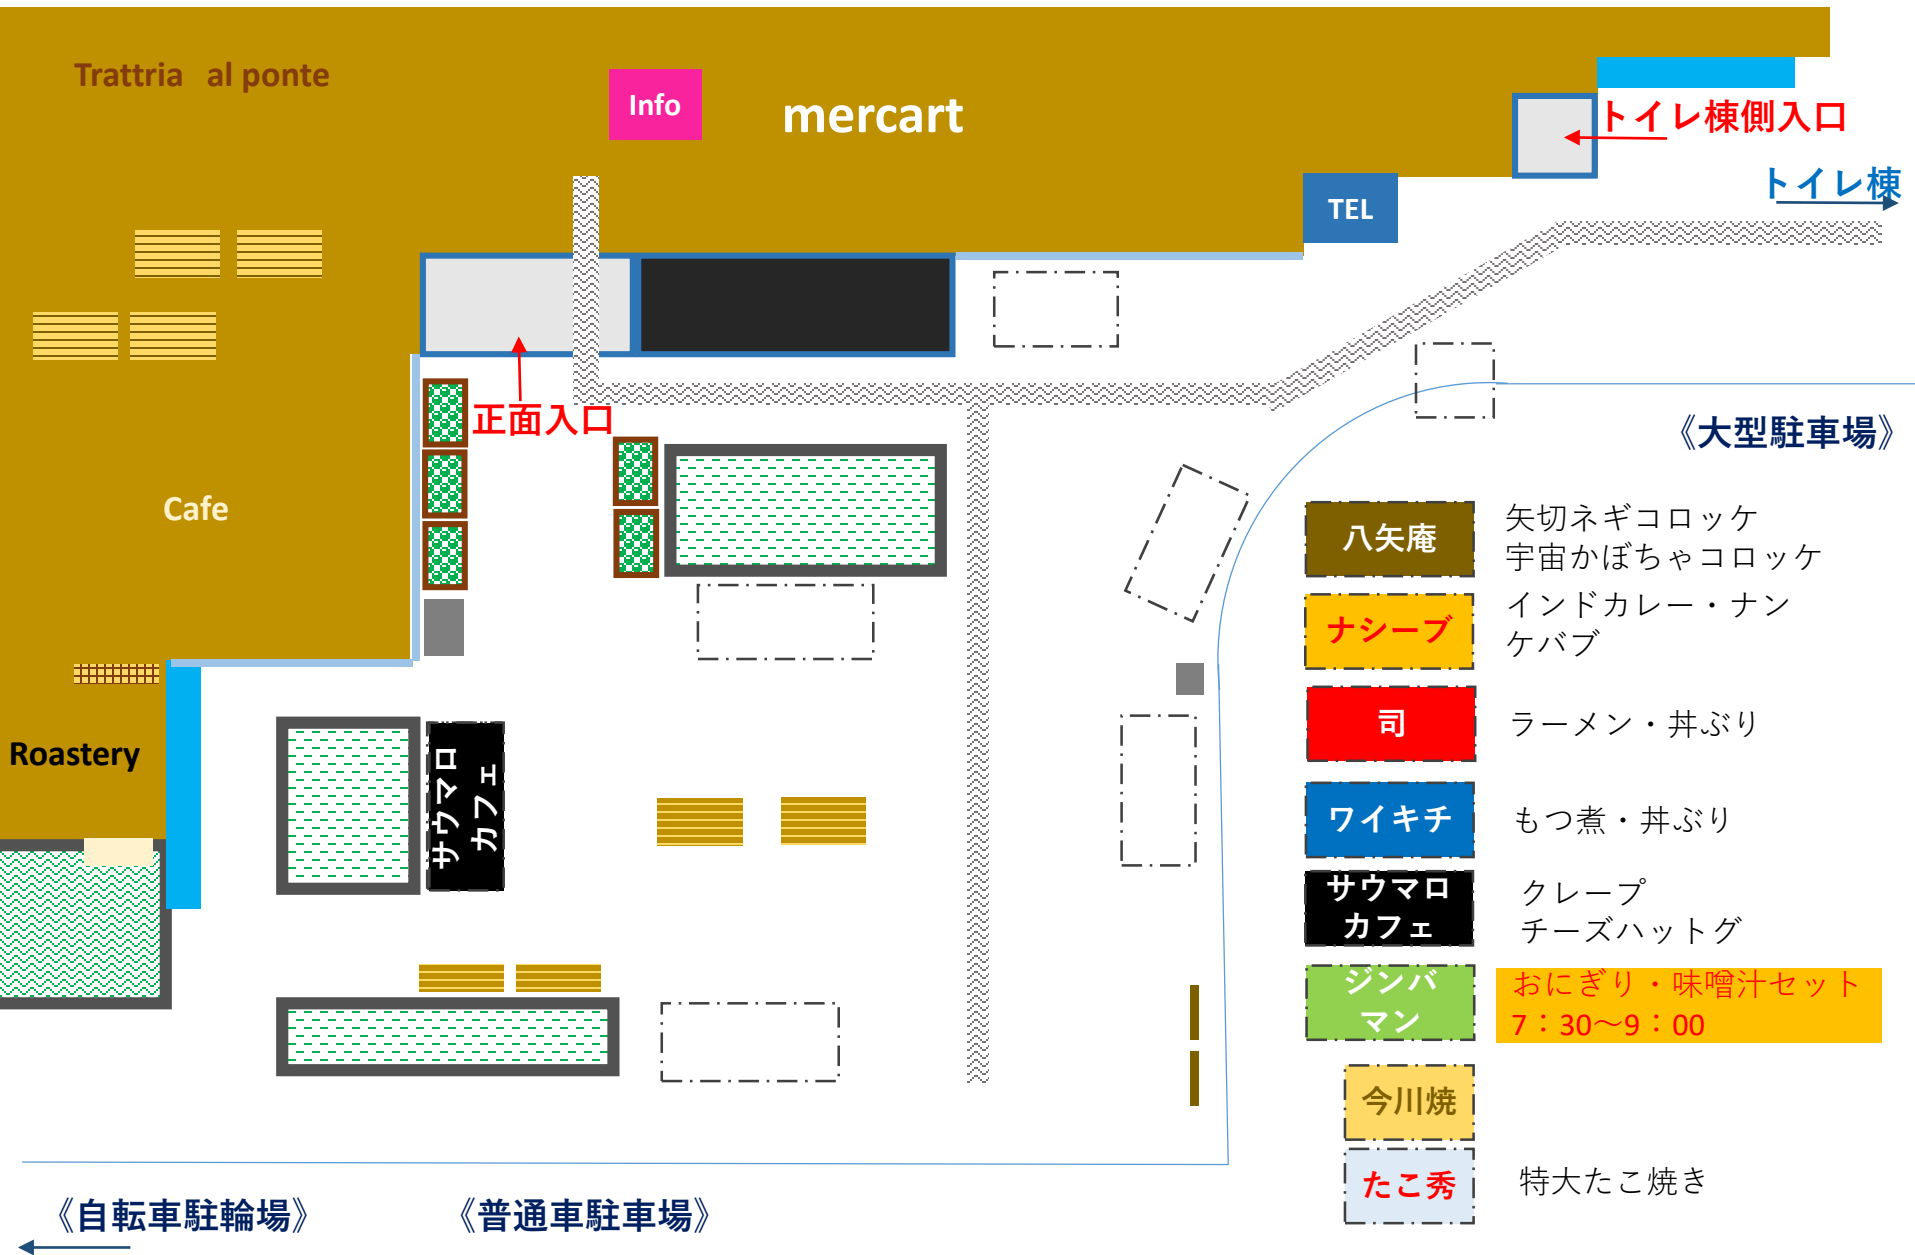 Trattria al ponte
Info
mercart
トイレ棟側入口
トイレ棟
TEL
正面入口
《大型駐車場》
Cafe
Roastery
サウマロ
カフェ
八矢庵
矢切ネギコロッケ
宇宙かぼちゃコロッケ
ナシーブ
インドカレー・ナン
ケバブ
司
ラーメン・丼ぶり
ワイキチ
もつ煮・丼ぶり
サウマロ
カフェ
クレープ
チーズハットグ
ジンバ
マン
おにぎり・味噌汁セット
7：30～9：00
今川焼
たこ秀
特大たこ焼き
《自転車駐輪場》
《普通車駐車場》